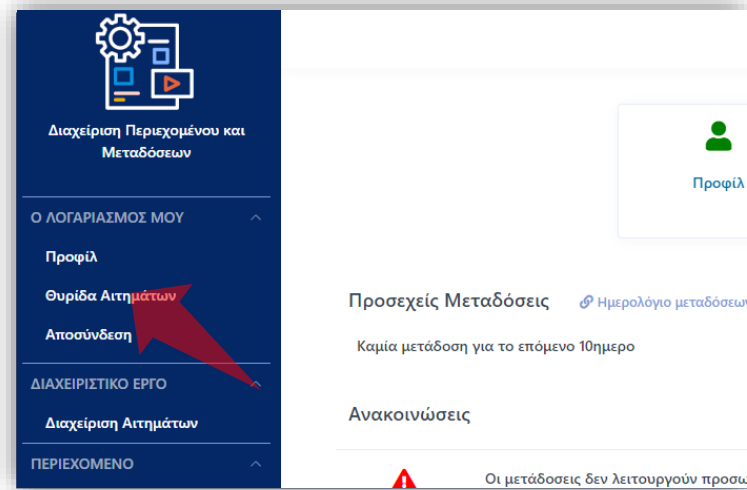 Διαχείριση Περιεχομένου και
Μεταδόσεων
Ο ΛΟΓΑΡΙΑΣΜΟΣ ΜΟΥ
Προφίλ
Θυρίδα Αιτημάτων
Αποσύνδεση
ΔΙΑΧΕΙΡΙΣΤΙΚΟ ΕΡΓΟ
Διαχείριση Αιτημάτων
ΠΕΡΙΕΧΟΜΕΝΟ
Προφίλ
Προσεχείς Μεταδόσεις
Ημερολόγιο μεταδόσεων
Καμία μετάδοση για το επόμενο 10ημερο
Ανακοινώσεις
Οι μετάδοσεις δεν λειτουργούν